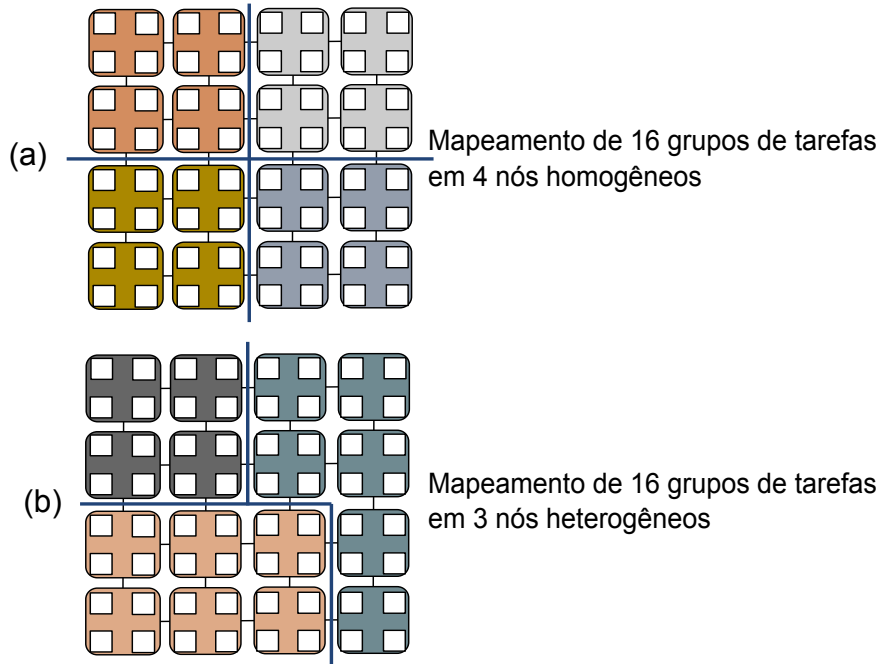 (a)
Mapeamento de 16 grupos de tarefas
em 4 nós homogêneos
(b)
Mapeamento de 16 grupos de tarefas
em 3 nós heterogêneos